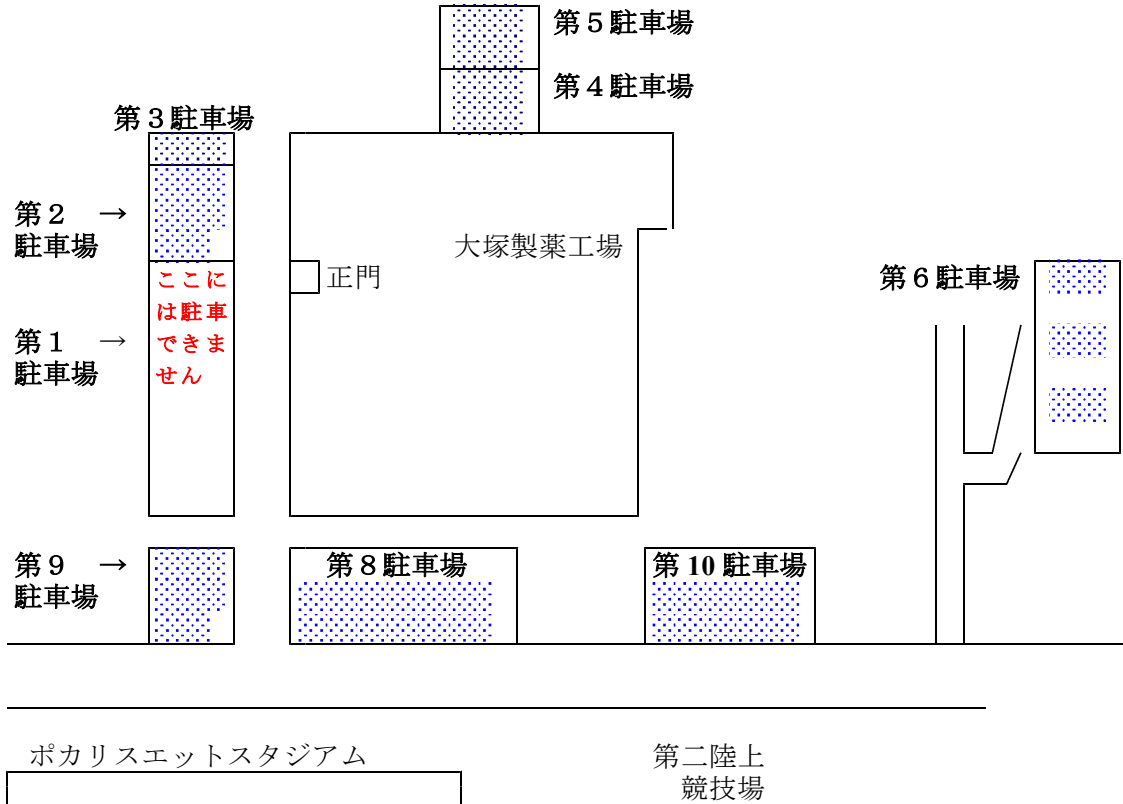 第５駐車場
第４駐車場
第３駐車場
第２　→
駐車場
大塚製薬工場
正門
第６駐車場
ここに
は駐車
できま
せん
第１　→
駐車場
第９　→
駐車場
第８駐車場
第 10 駐車場
ポカリスエットスタジアム
第二陸上
競技場